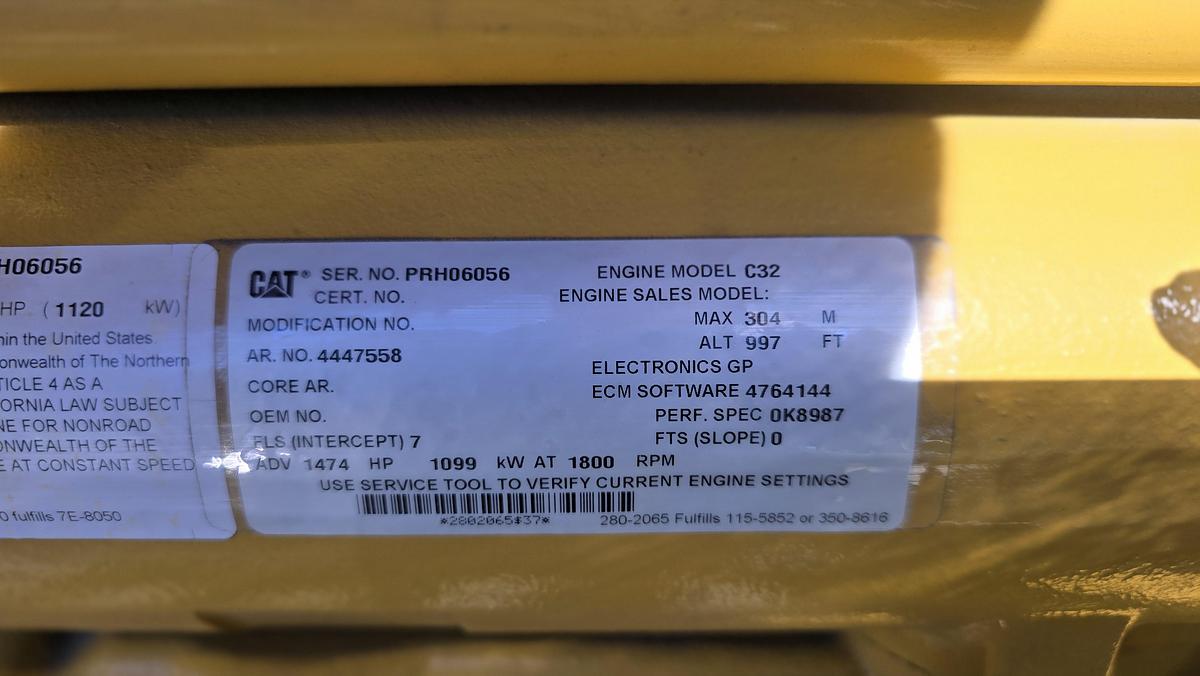 H06056
HP ( 1120 kW)
hin the United States
onwealth of The Northern
TICLE 4 AS A
FORNIA LAW SUBJECT
NE FOR NONROAD
ONWEALTH OF THE
E AT CONSTANT SPEED
0 fulfills 7E-8050
CAT® SER. NO. PRH06056 ENGINE MODEL C32
CERT. NO. ENGINE SALES MODEL:
MODIFICATION NO. MAX 304 M
ALT 997 FT
AR. NO. 4447558 ELECTRONICS GP
CORE AR. ECM SOFTWARE 4764144
OEM NO. PERF. SPEC 0K8987
FLS (INTERCEPT) 7 FTS (SLOPE) 0
ADV 1474 HP 1099 kW AT 1800 RPM
USE SERVICE TOOL TO VERIFY CURRENT ENGINE SETTINGS
*2802065$37* 280-2065 Fulfills 115-5852 or 350-8616